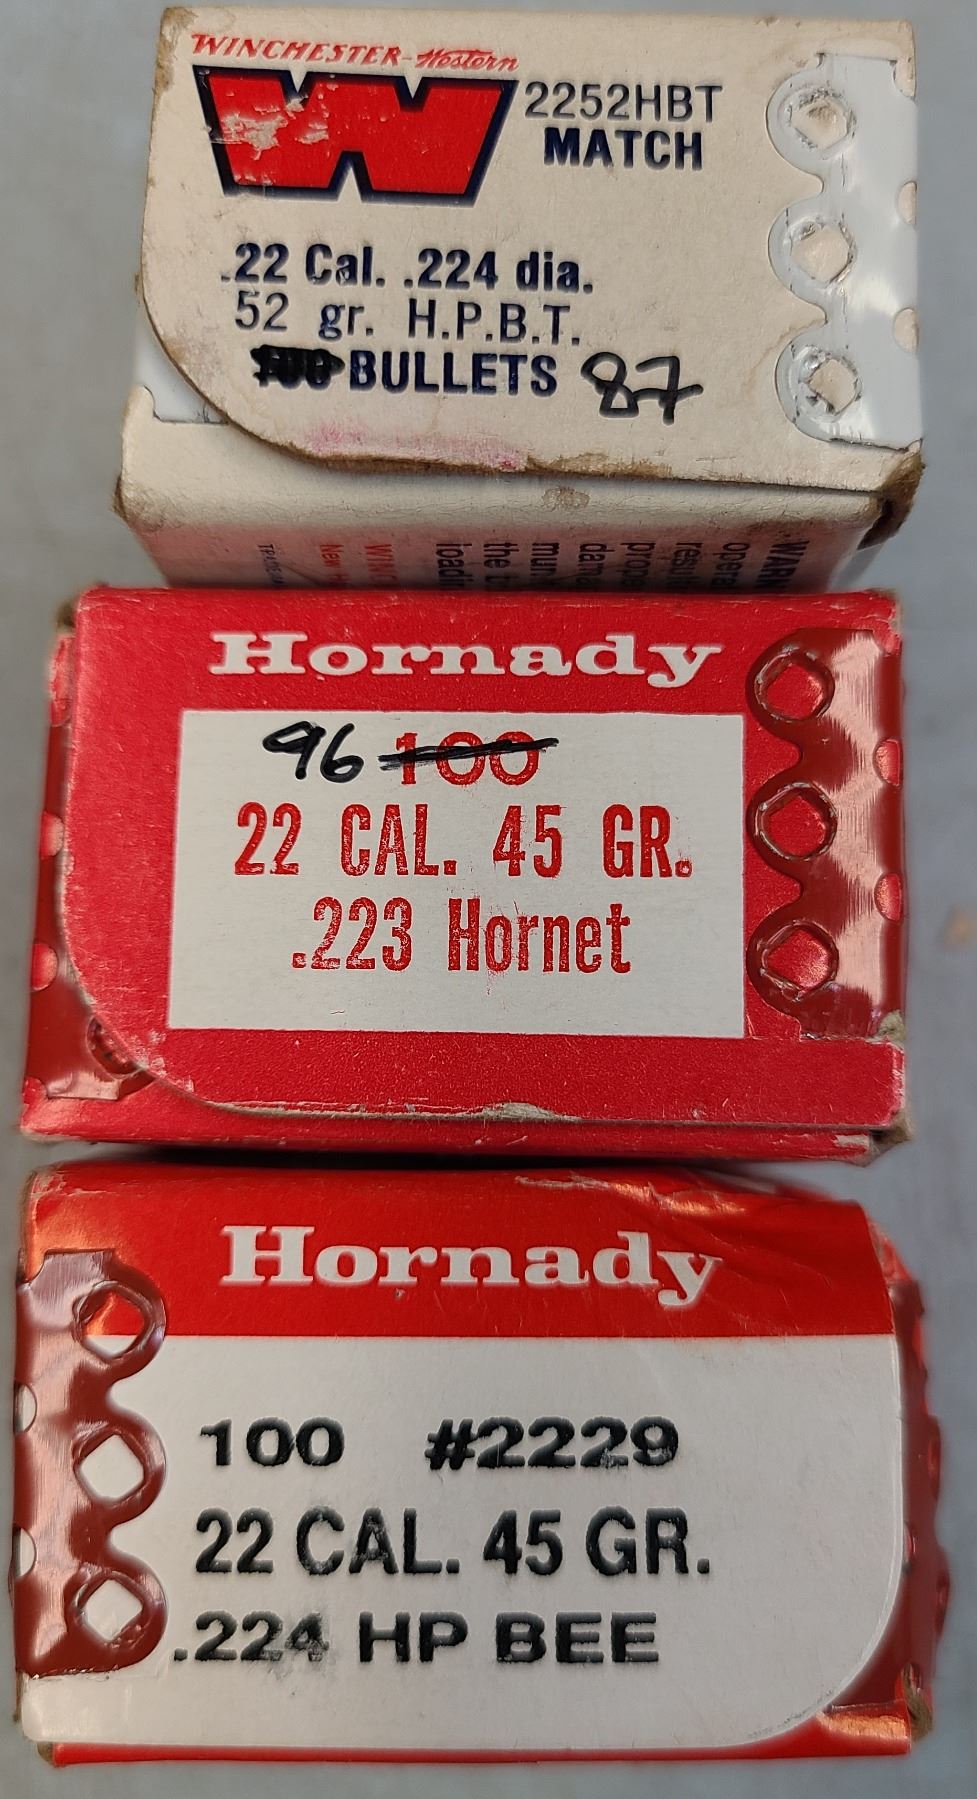 WINCHESTER-Western
W
2252HBT
MATCH
.22 Cal. .224 dia.
52 gr. H.P.B.T.
BULLETS 87
Hornady
96 100
22 CAL. 45 GR.
.223 Hornet
Hornady
100 #2229
22 CAL. 45 GR.
.224 HP BEE